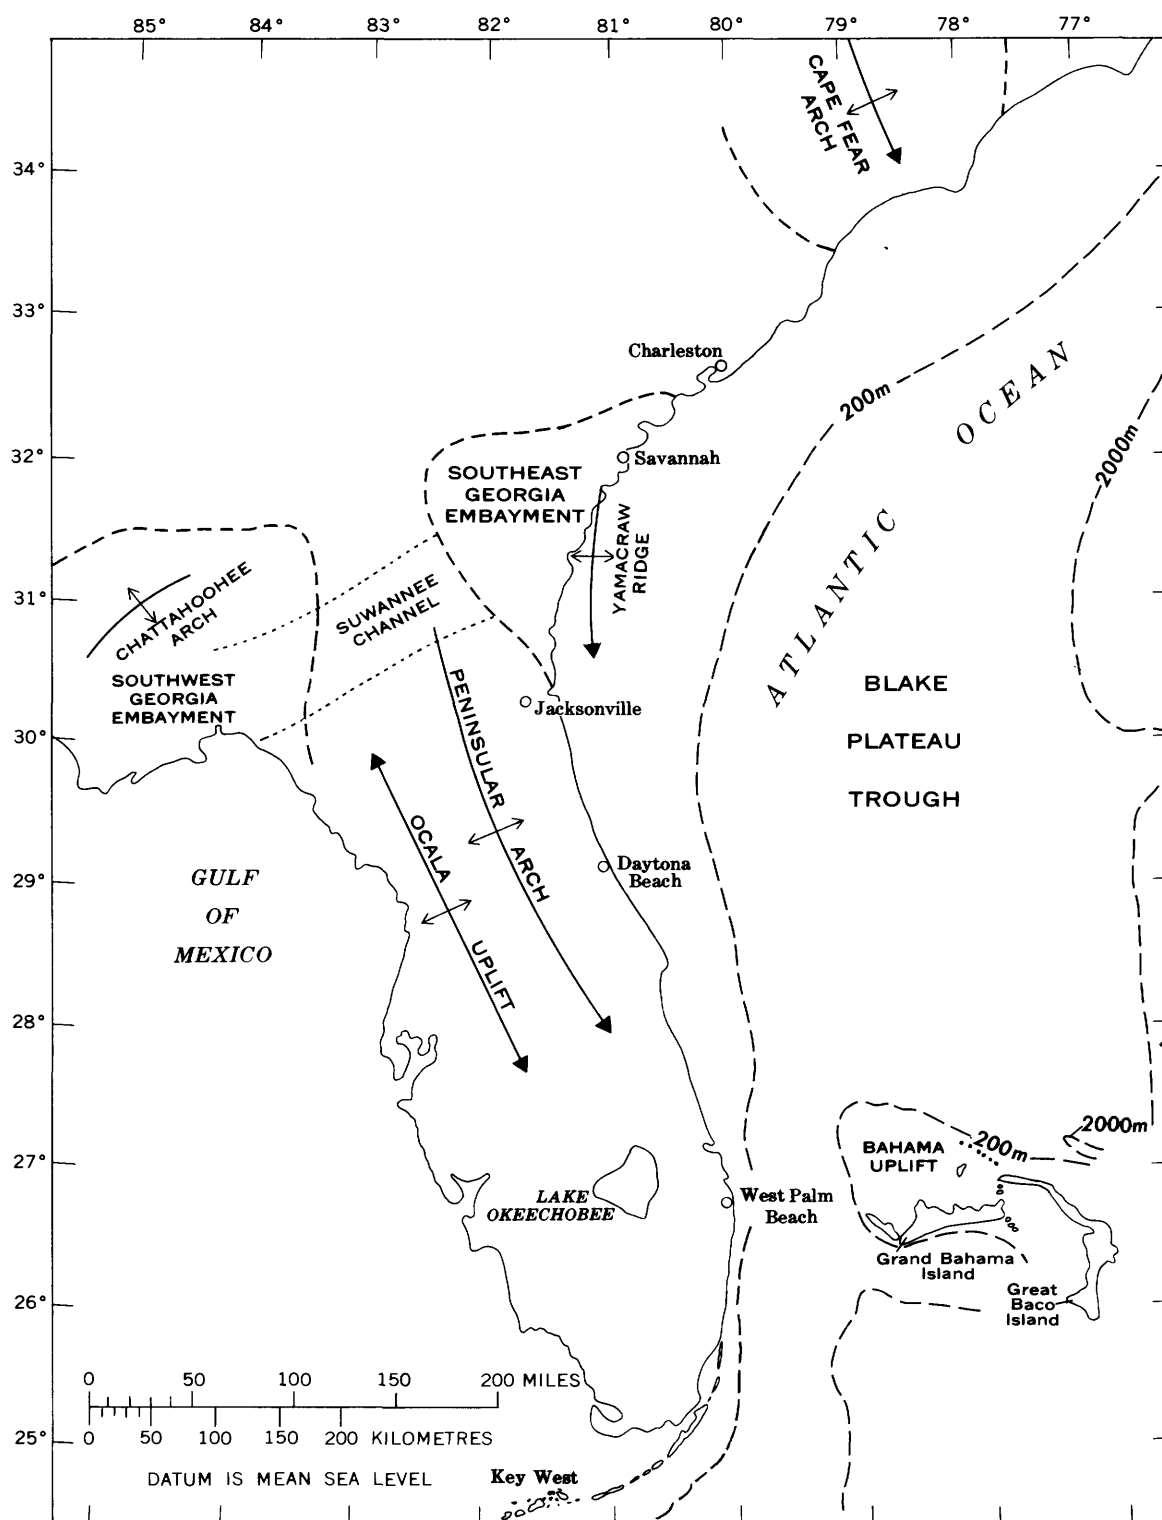 85° 84° 83° 82° 81° 80° 79° 78° 77°
CAPE FEAR
ARCH
34°
33°
Charleston
200m
OCEAN
2000m
32°
Savannah
SOUTHEAST
GEORGIA
EMBAYMENT
YAMACRAW
RIDGE
ATLANTIC
31°
CHATTAHOOHEE
ARCH
SUWANNEE
CHANNEL
SOUTHWEST
GEORGIA
EMBAYMENT
PENINSULAR ARCH
Jacksonville
BLAKE
PLATEAU
TROUGH
30°
OCALA UPLIFT
Daytona
Beach
29°
GULF
OF
MEXICO
28°
27°
BAHAMA
UPLIFT
200m
2000m
LAKE
OKEECHOBEE
West Palm
Beach
Grand Bahama
Island
Great
Baco
Island
26°
0 50 100 150 200 MILES
25°
0 50 100 150 200 KILOMETRES
DATUM IS MEAN SEA LEVEL
Key West